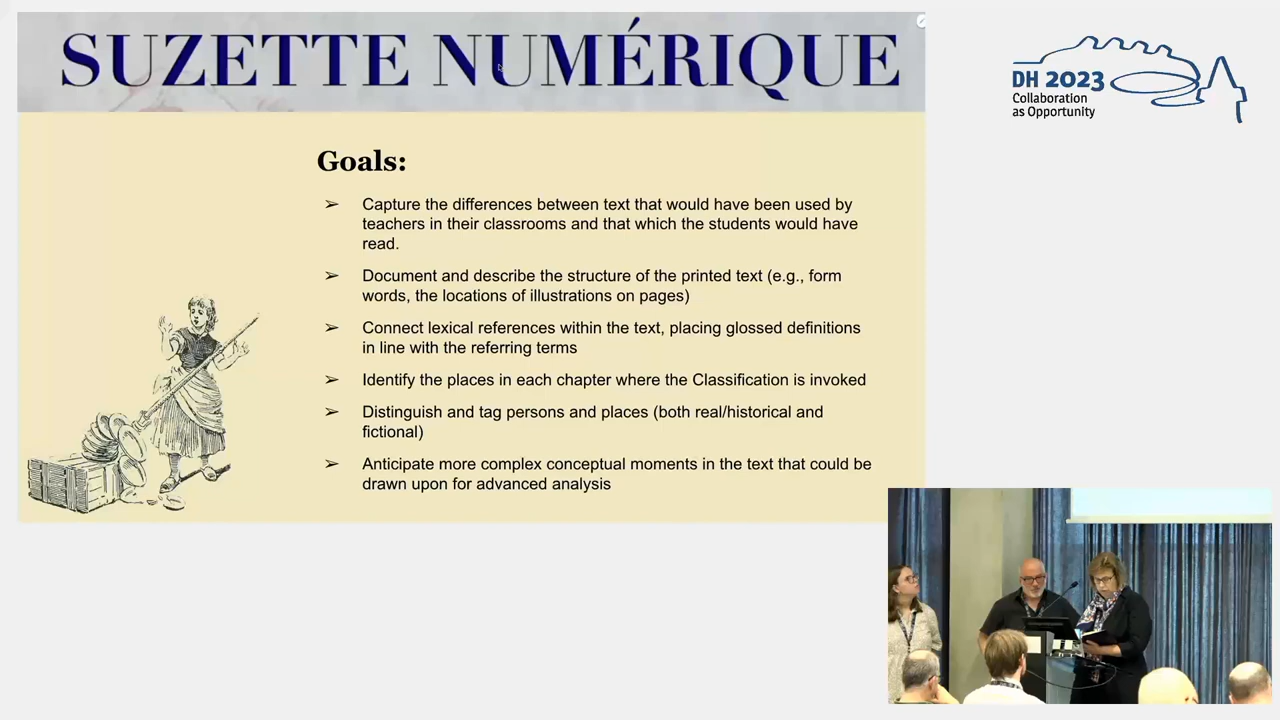 SUZETTE NUMÉRIQUE
DH 2023
Collaboration
as Opportunity
Goals:
➢ Capture the differences between text that would have been used by
teachers in their classrooms and that which the students would have
read.
➢ Document and describe the structure of the printed text (e.g., form
words, the locations of illustrations on pages)
➢ Connect lexical references within the text, placing glossed definitions
in line with the referring terms
➢ Identify the places in each chapter where the Classification is invoked
➢ Distinguish and tag persons and places (both real/historical and
fictional)
➢ Anticipate more complex conceptual moments in the text that could be
drawn upon for advanced analysis